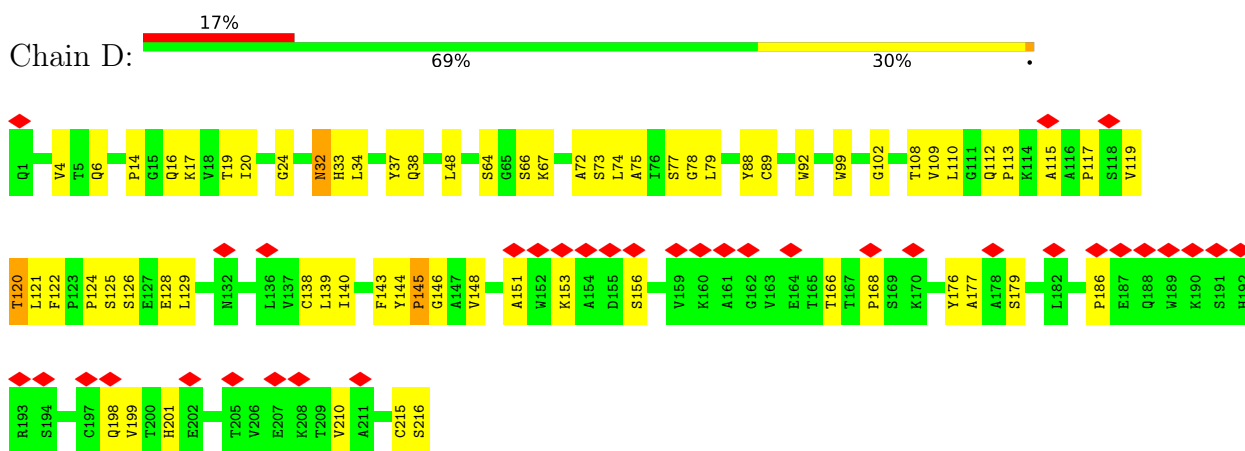 17%
Chain D:
69% 30% •
Q1 V4 T5 Q6 P14 G15 Q16 K17 V18 T19 I20 G24 N32 H33 L34 Y37 Q38 L48 S64 G65 S66 K67 A72 S73 L74 A75 I76 S77 G78 L79 Y88 C89 W92 W99 G102 T108 V109 L110 G111 Q112 P113 K114 A115 A116 P117 S118 V119
T120 L121 F122 P123 P124 S125 S126 E127 E128 L129 N132 L136 V137 C138 L139 I140 F143 Y144 P145 G146 A147 V148 A151 W152 K153 A154 D155 S156 V159 K160 A161 G162 V163 E164 T165 T166 T167 P168 S169 K170 Y176 A177 A178 S179 L182 P186 E187 Q188 W189 K190 S191 H192
R193 S194 C197 Q198 V199 T200 H201 E202 T205 V206 E207 K208 T209 V210 A211 C215 S216